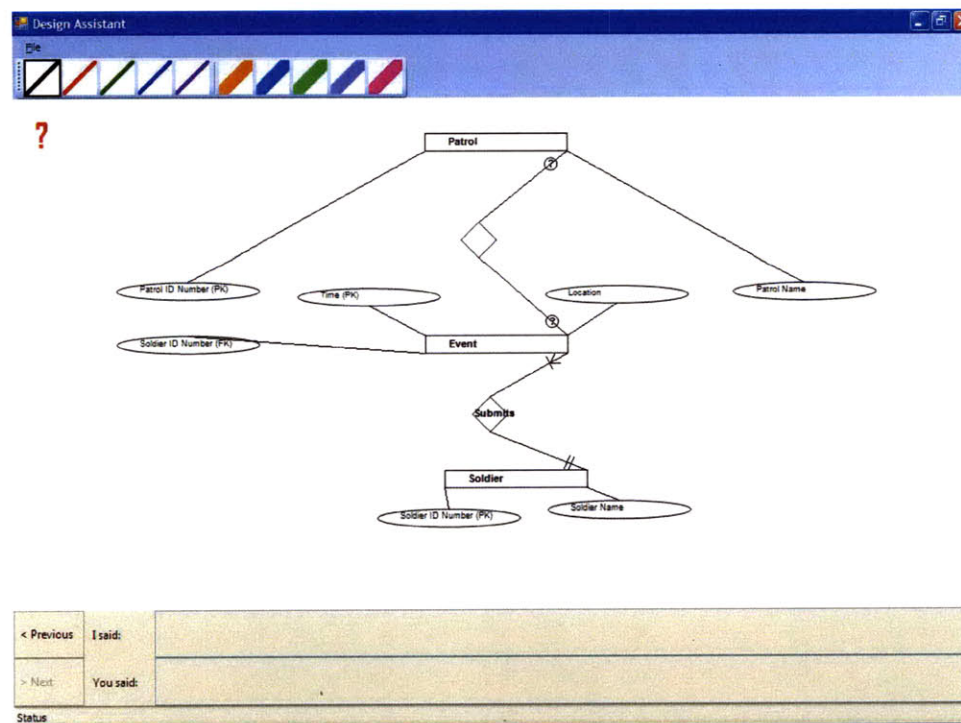 Design Assistant
File
?
Patrol
?
Patrol ID Number (PK)
Time (PK)
Location
Patrol Name
?
Soldier ID Number (FK)
Event
Submits
Soldier
Soldier ID Number (PK)
Soldier Name
< Previous
I said:
> Next
You said:
Status